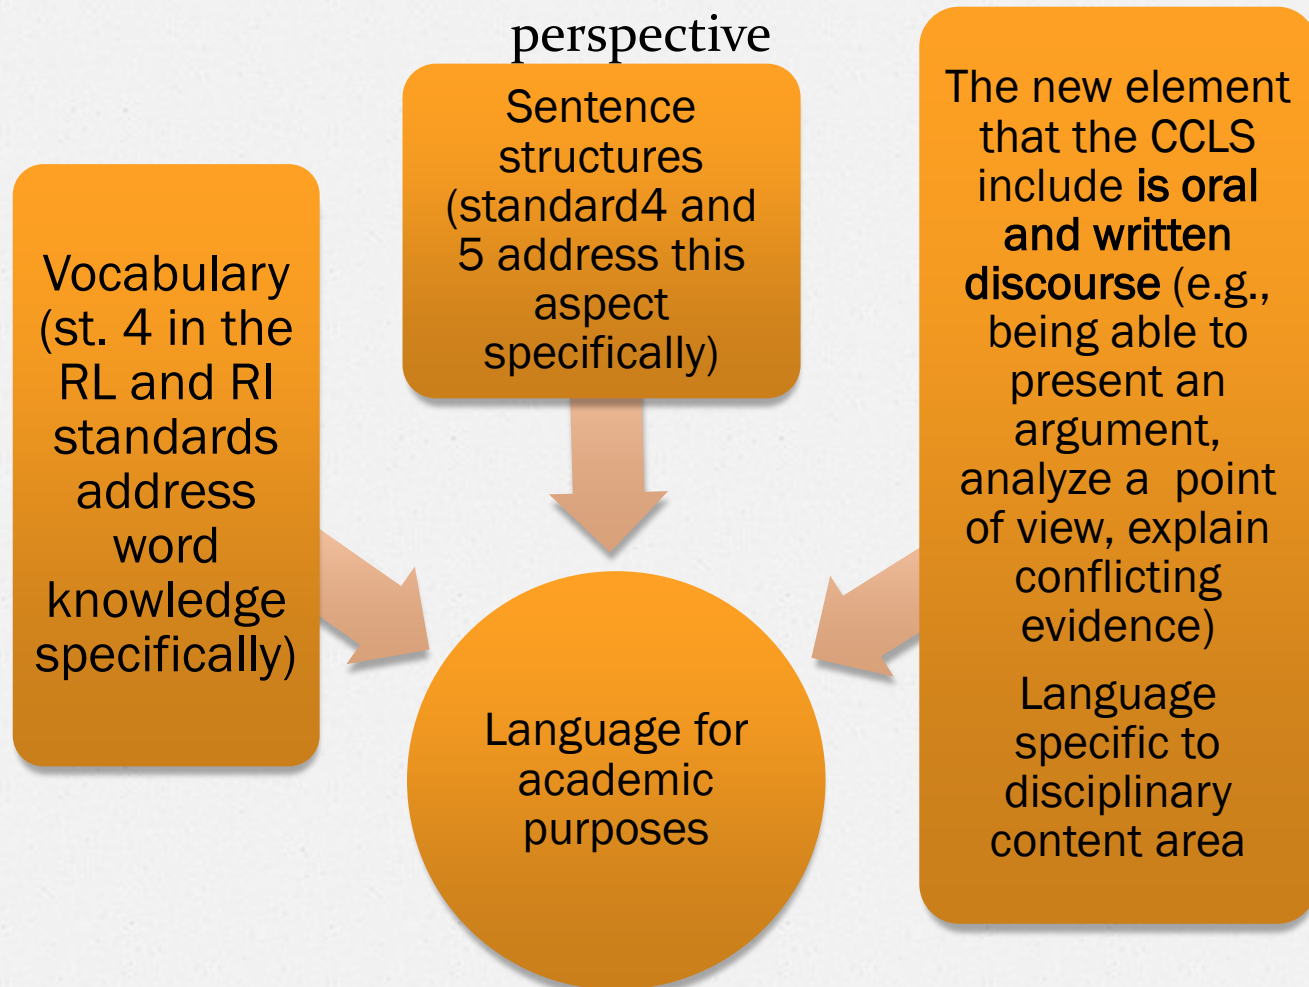 perspective
Vocabulary
(st. 4 in the
RL and RI
standards
address
word
knowledge
specifically)
Sentence
structures
(standard4 and
5 address this
aspect
specifically)
The new element
that the CCLS
include is oral
and written
discourse (e.g.,
being able to
present an
argument,
analyze a  point
of view, explain
conflicting
evidence)
Language
specific to
disciplinary
content area
Language for
academic
purposes